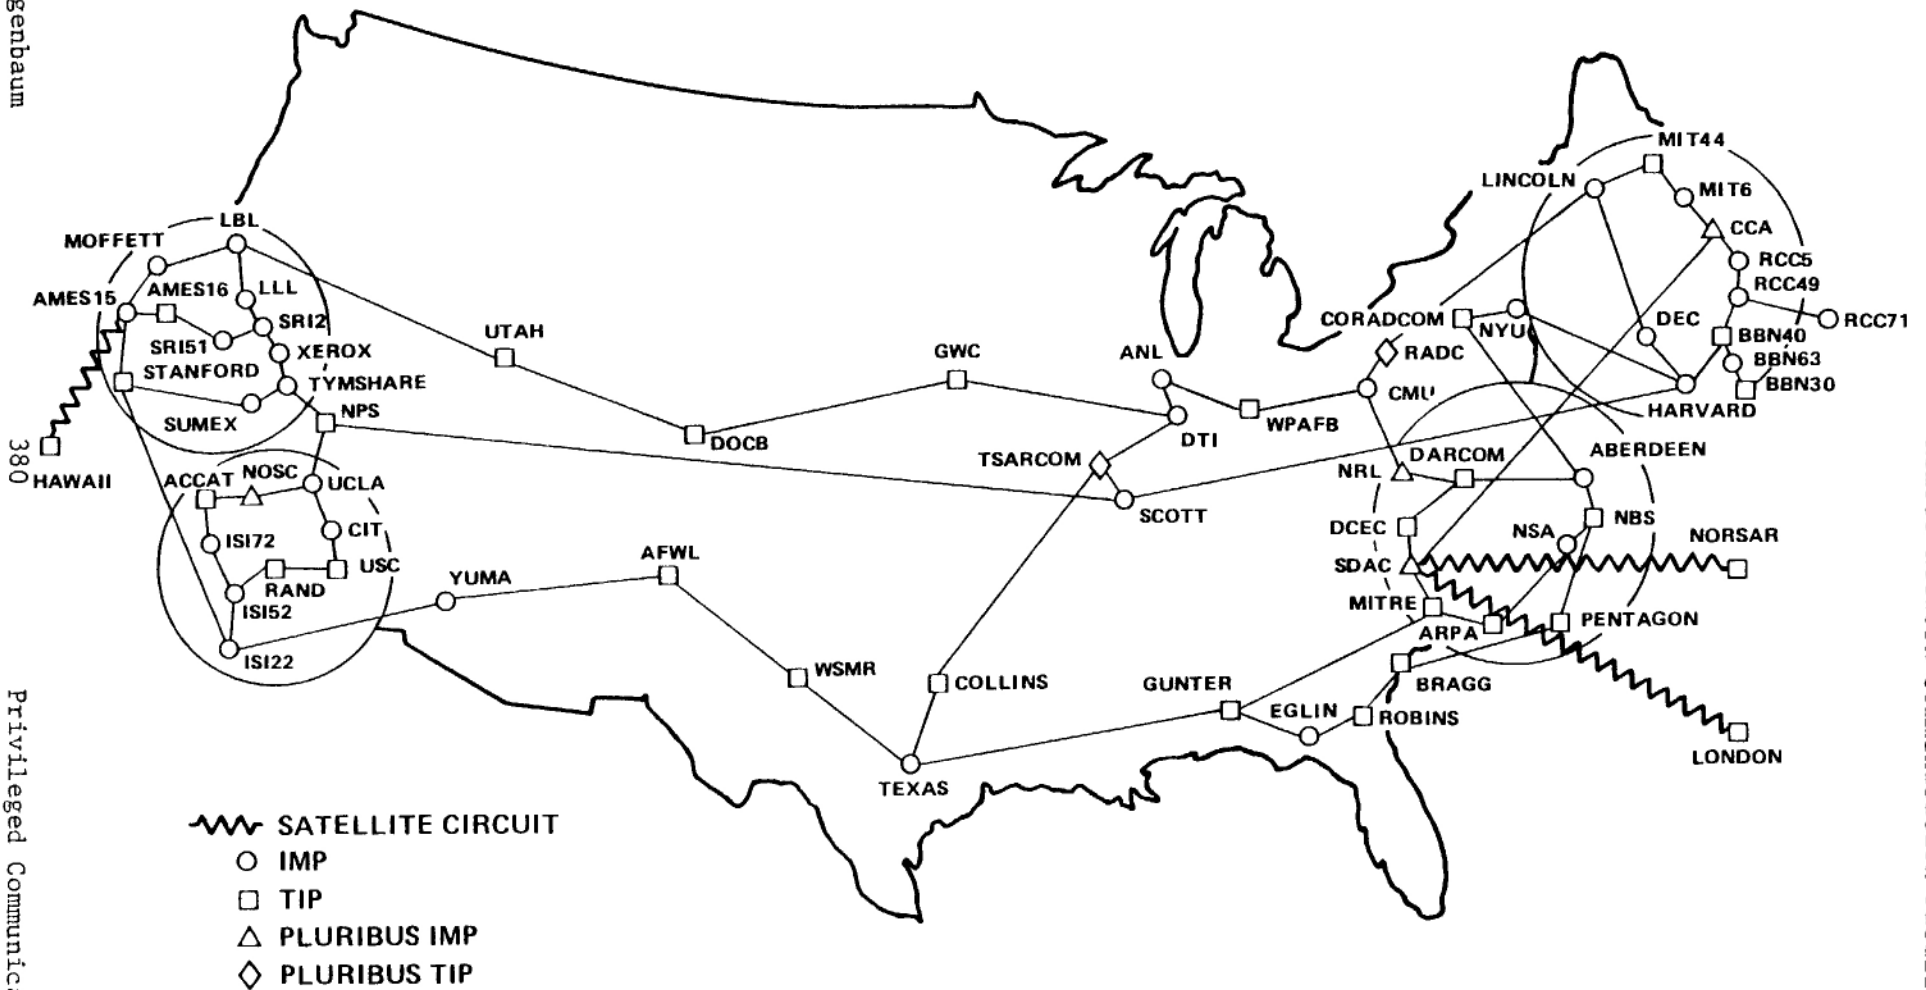 genbaum
380
Privileged Communica
MOFFETT
LBL
AMES15
AMES16
LLL
SRI2
SRI51
XEROX
STANFORD
TYMSHARE
SUMEX
NPS
HAWAII
ACCAT
NOSC
UCLA
CIT
ISI72
USC
RAND
ISI52
ISI22
UTAH
DOCB
GWC
YUMA
AFWL
WSMR
TEXAS
COLLINS
ANL
DTI
TSARCOM
SCOTT
WPAFB
CMU
RADC
CORADCOM
NYU
LINCOLN
MIT44
MIT6
CCA
RCC5
RCC49
RCC71
DEC
BBN40
BBN63
BBN30
HARVARD
NRL
DARCOM
ABERDEEN
DCEC
NSA
NBS
SDAC
NORSAR
MITRE
ARPA
PENTAGON
BRAGG
GUNTER
EGLIN
ROBINS
LONDON
SATELLITE CIRCUIT
IMP
TIP
PLURIBUS IMP
PLURIBUS TIP